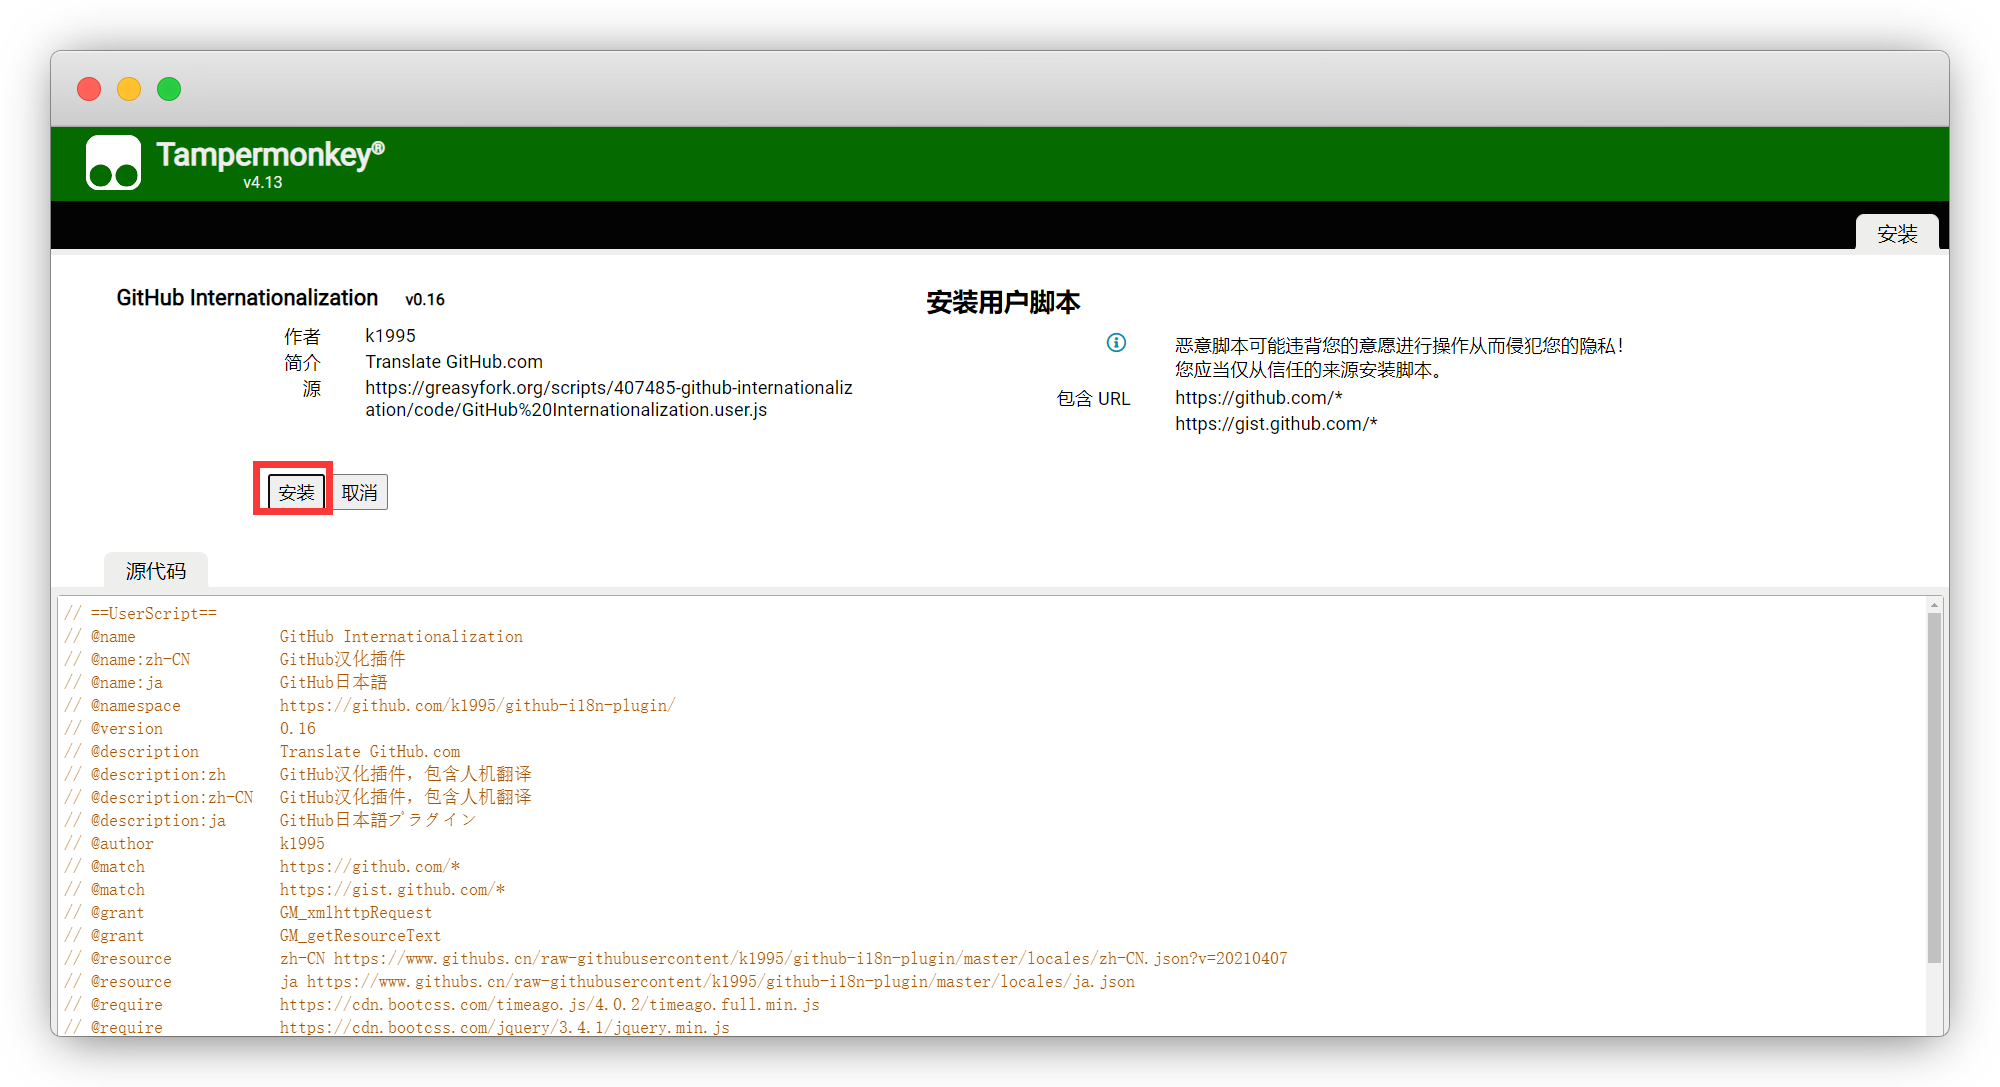 Tampermonkey®
v4.13
安装
GitHub Internationalization v0.16
作者 k1995
简介 Translate GitHub.com
源 https://greasyfork.org/scripts/407485-github-internationaliz
ation/code/GitHub%20Internationalization.user.js
安装 取消
安装用户脚本
恶意脚本可能违背您的意愿进行操作从而侵犯您的隐私！
您应当仅从信任的来源安装脚本。
包含 URL https://github.com/*
https://gist.github.com/*
源代码
// ==UserScript==
// @name GitHub Internationalization
// @name:zh-CN GitHub汉化插件
// @name:ja GitHub日本語
// @namespace https://github.com/k1995/github-i18n-plugin/
// @version 0.16
// @description Translate GitHub.com
// @description:zh GitHub汉化插件，包含人机翻译
// @description:zh-CN GitHub汉化插件，包含人机翻译
// @description:ja GitHub日本語プラグイン
// @author k1995
// @match https://github.com/*
// @match https://gist.github.com/*
// @grant GM_xmlhttpRequest
// @grant GM_getResourceText
// @resource zh-CN https://www.githubs.cn/raw-githubusercontent/k1995/github-i18n-plugin/master/locales/zh-CN.json?v=20210407
// @resource ja https://www.githubs.cn/raw-githubusercontent/k1995/github-i18n-plugin/master/locales/ja.json
// @require https://cdn.bootcss.com/timeago.js/4.0.2/timeago.full.min.js
// @require https://cdn.bootcss.com/jquery/3.4.1/jquery.min.js